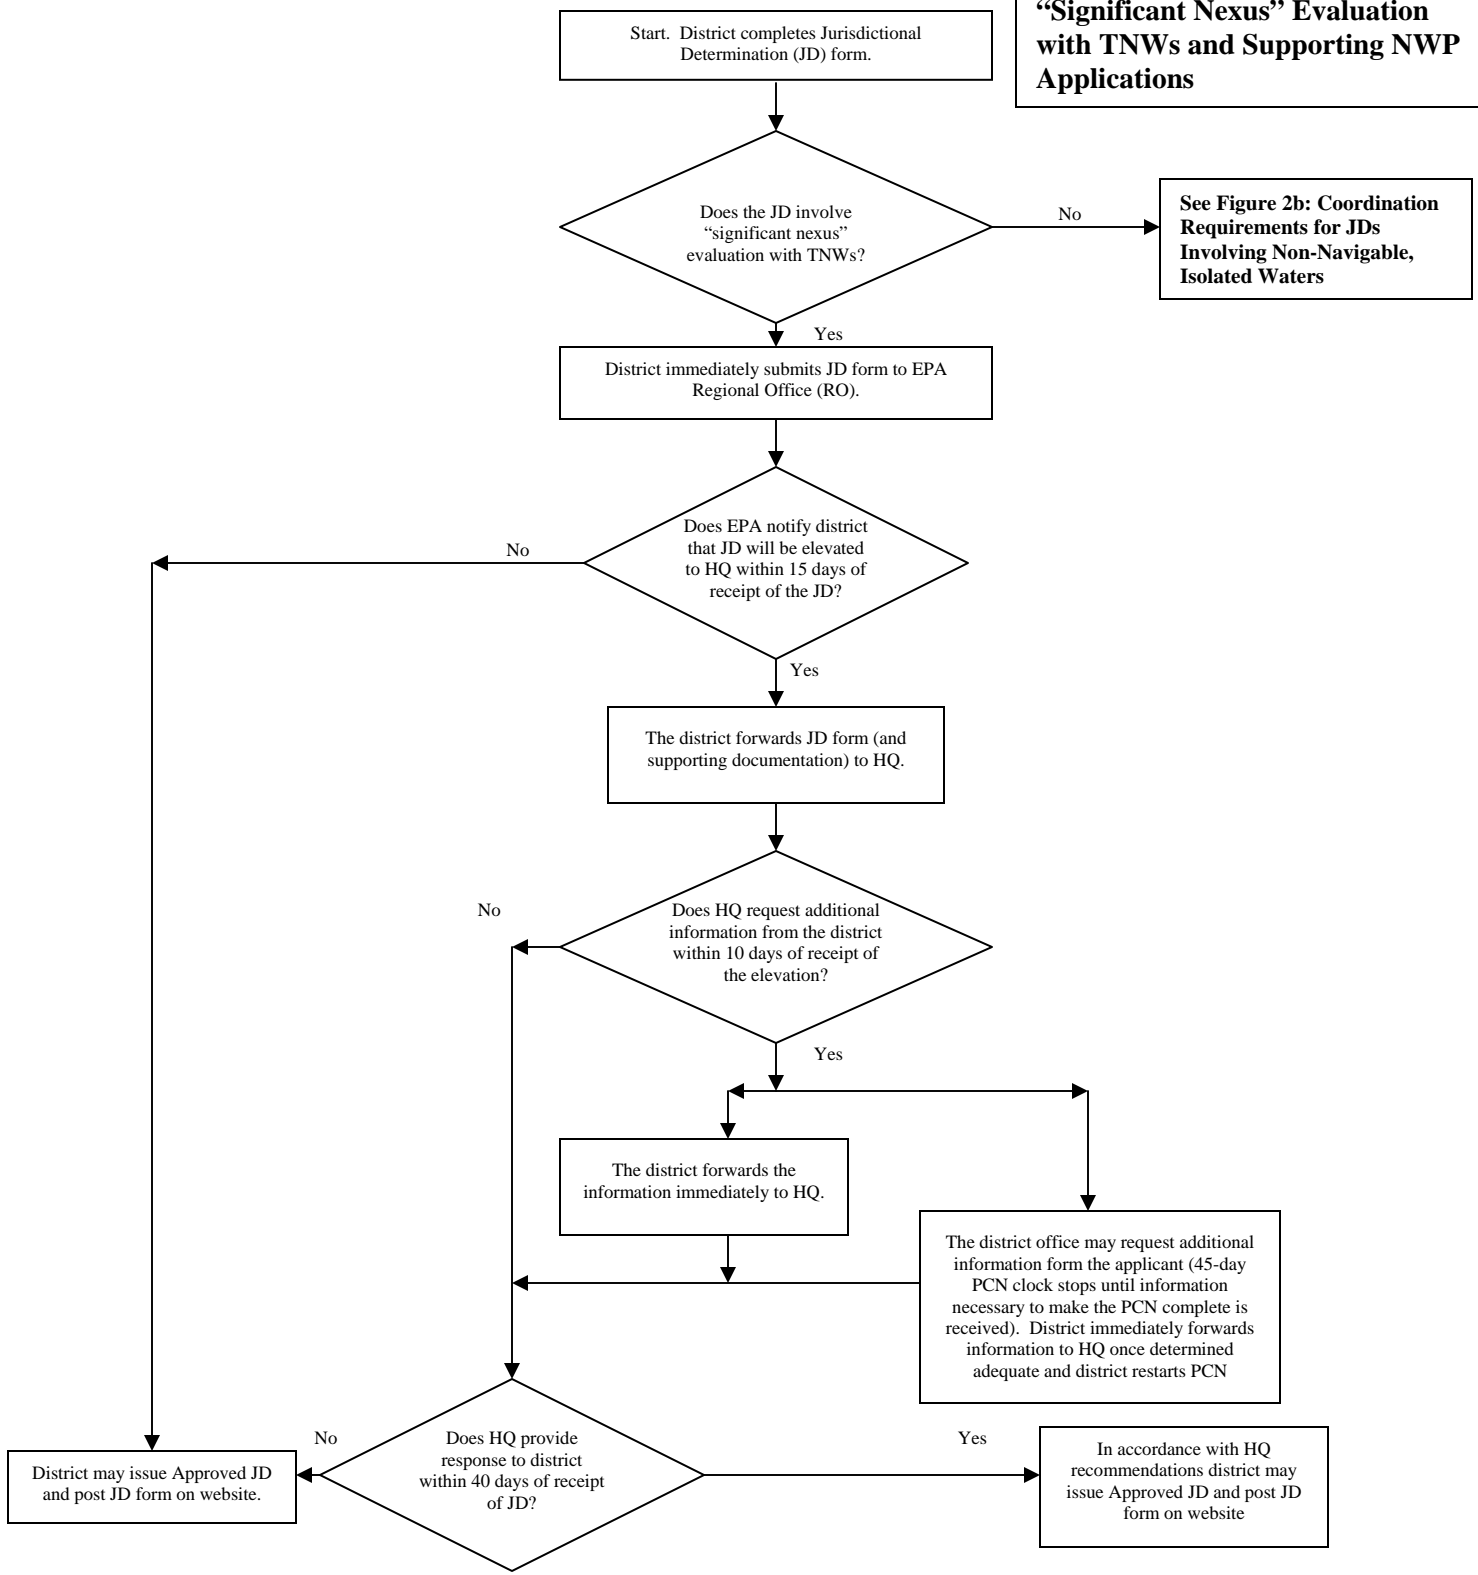 “Significant Nexus” Evaluation
with TNWs and Supporting NWP
Applications
Start.  District completes Jurisdictional
Determination (JD) form.
Does the JD involve
“significant nexus”
evaluation with TNWs?
No
See Figure 2b: Coordination
Requirements for JDs
Involving Non-Navigable,
Isolated Waters
Yes
District immediately submits JD form to EPA
Regional Office (RO).
Does EPA notify district
that JD will be elevated
to HQ within 15 days of
receipt of the JD?
No
Yes
The district forwards JD form (and
supporting documentation) to HQ.
Does HQ request additional
information from the district
within 10 days of receipt of
the elevation?
No
Yes
The district forwards the
information immediately to HQ.
The district office may request additional
information form the applicant (45-day
PCN clock stops until information
necessary to make the PCN complete is
received).  District immediately forwards
information to HQ once determined
adequate and district restarts PCN
Does HQ provide
response to district
within 40 days of receipt
of JD?
No
District may issue Approved JD
and post JD form on website.
Yes
In accordance with HQ
recommendations district may
issue Approved JD and post JD
form on website